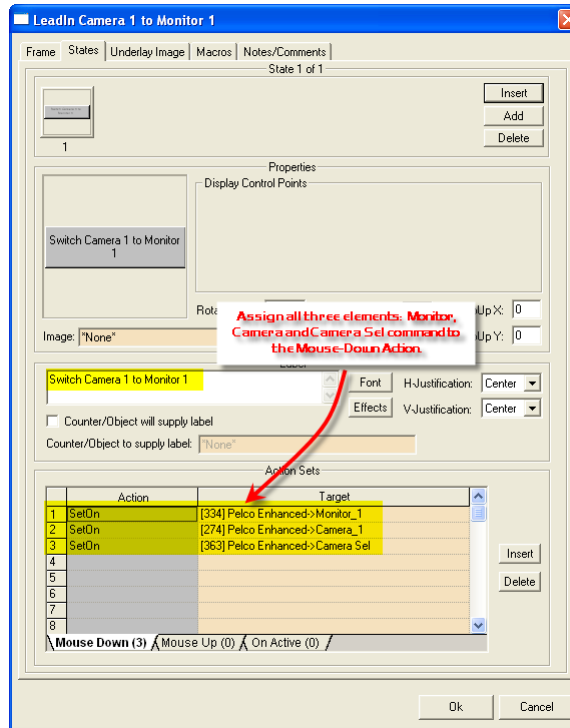 LeadIn Camera 1 to Monitor 1
Frame States Underlay Image Macros Notes/Comments
State 1 of 1
Insert
Add
Delete
1
Properties
Display Control Points
Switch Camera 1 to Monitor
1
Assign all three elements: Monitor,
Camera and Camera Sel command to
the Mouse-Down Action.
Up X: 0
Image: "None"
Up Y: 0
Label
Switch Camera 1 to Monitor 1
Font H-Justification: Center
Effects V-Justification: Center
Counter/Object will supply label
Counter/Object to supply label: "None"
Action Sets
Action Target
1 SetOn [334] Pelco Enhanced->Monitor_1
2 SetOn [274] Pelco Enhanced->Camera_1
3 SetOn [363] Pelco Enhanced->Camera Sel
4
Insert
5
6
Delete
7
8
Mouse Down (3) Mouse Up (0) On Active (0)
Ok Cancel